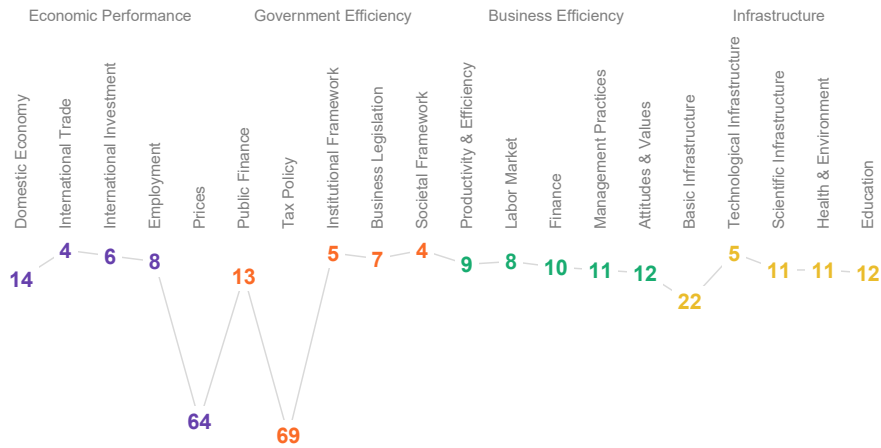 Economic Performance
Government Efficiency
Business Efficiency
Infrastructure
Domestic Economy
International Trade
International Investment
Employment
Prices
Public Finance
Tax Policy
Institutional Framework
Business Legislation
Societal Framework
Productivity & Efficiency
Labor Market
Finance
Management Practices
Attitudes & Values
Basic Infrastructure
Technological Infrastructure
Scientific Infrastructure
Health & Environment
Education
14
4
6
8
64
13
69
5
7
4
9
8
10
11
12
22
5
11
11
12